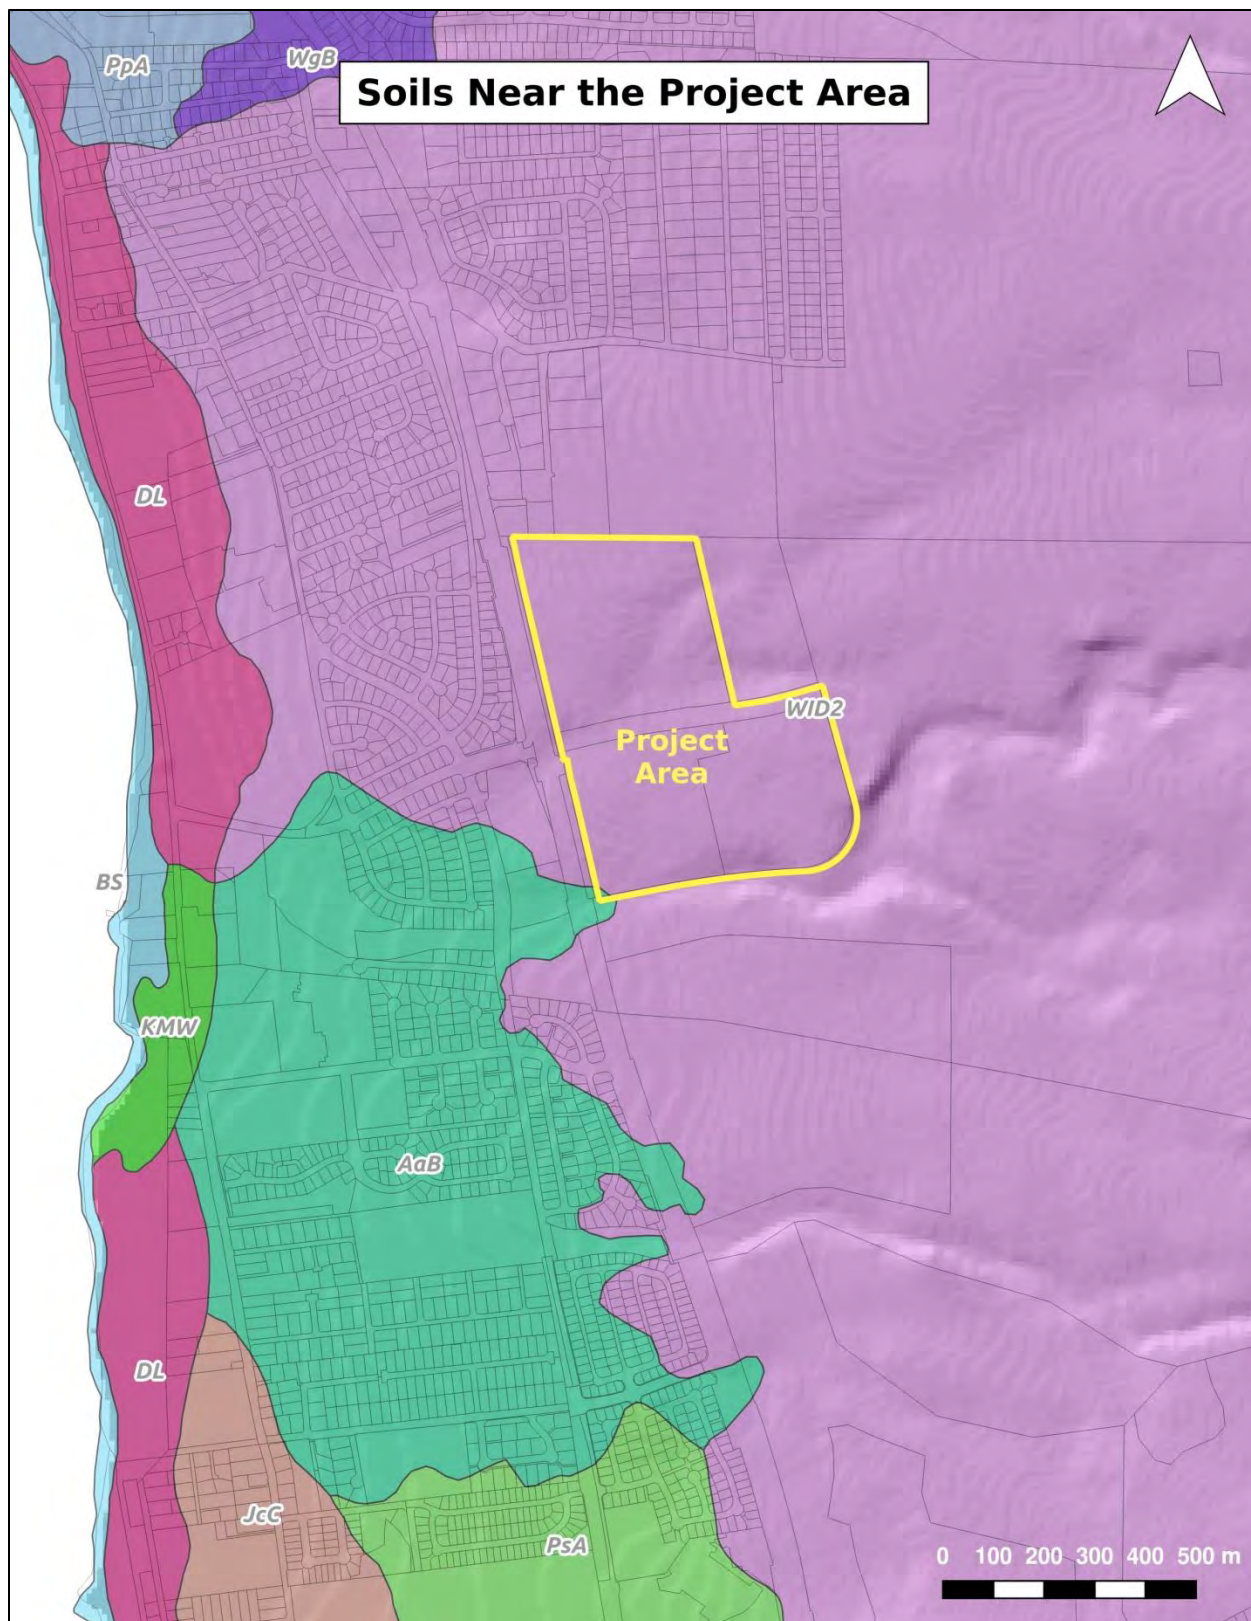 PpA
WgB
Soils Near the Project Area
DL
WID2
Project
Area
BS
KMW
AaB
DL
JcC
PsA
0 100 200 300 400 500 m